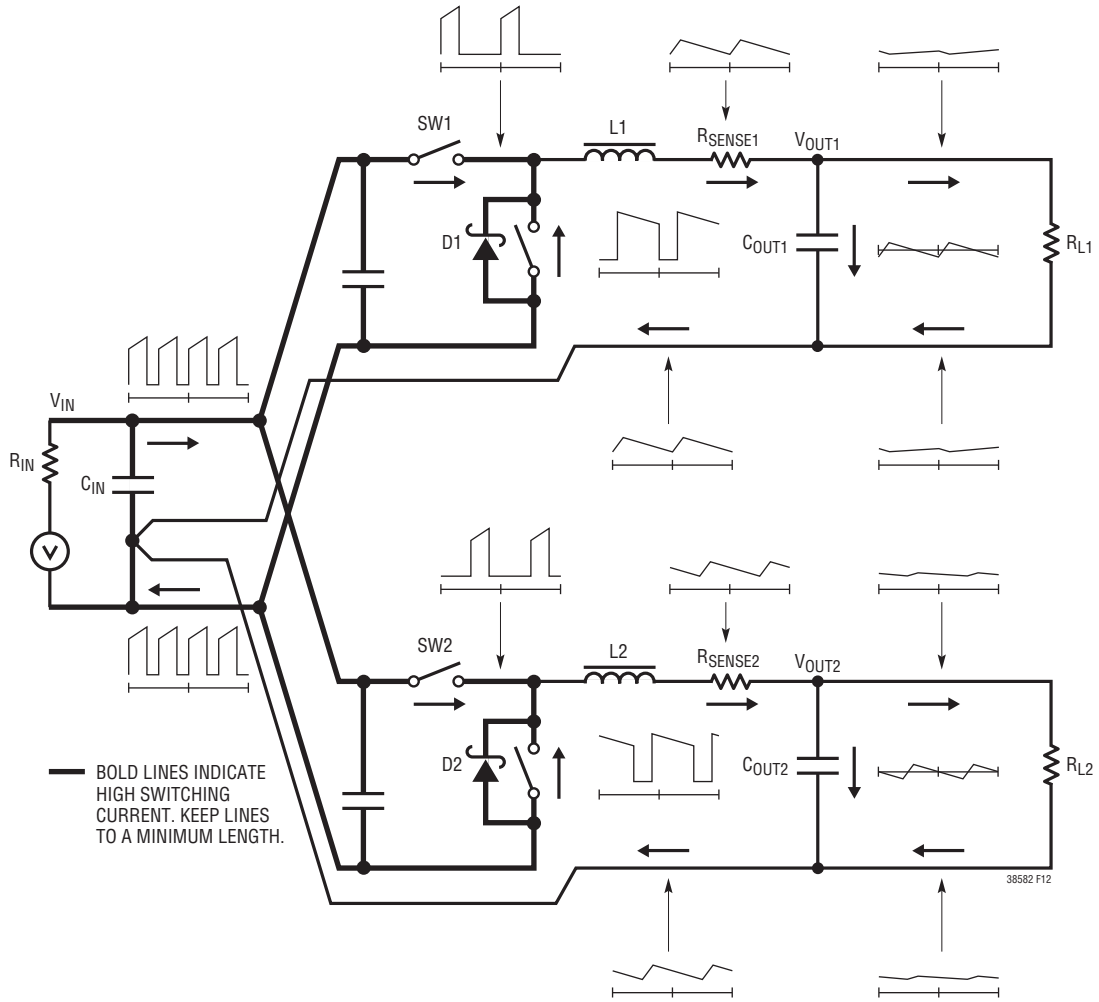 SW1
L1
RSENSE1
VOUT1
D1
COUT1
RL1
VIN
RIN
CIN
V
SW2
L2
RSENSE2
VOUT2
D2
COUT2
RL2
BOLD LINES INDICATE
HIGH SWITCHING
CURRENT. KEEP LINES
TO A MINIMUM LENGTH.
38582 F12